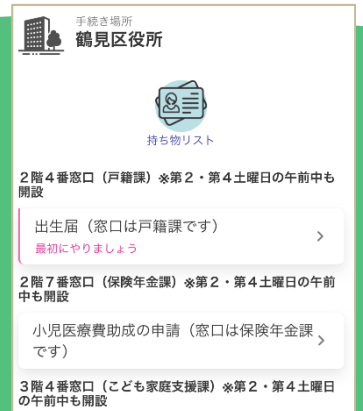 手続き場所
鶴見区役所
持ち物リスト
2階4番窓口（戸籍課）※第2・第4土曜日の午前中も
開設
出生届（窓口は戸籍課です）
最初にやりましょう
2階7番窓口（保険年金課）※第2・第4土曜日の午前
中も開設
小児医療費助成の申請（窓口は保険年金課
です）
3階4番窓口（こども家庭支援課）※第2・第4土曜日
の午前中も開設